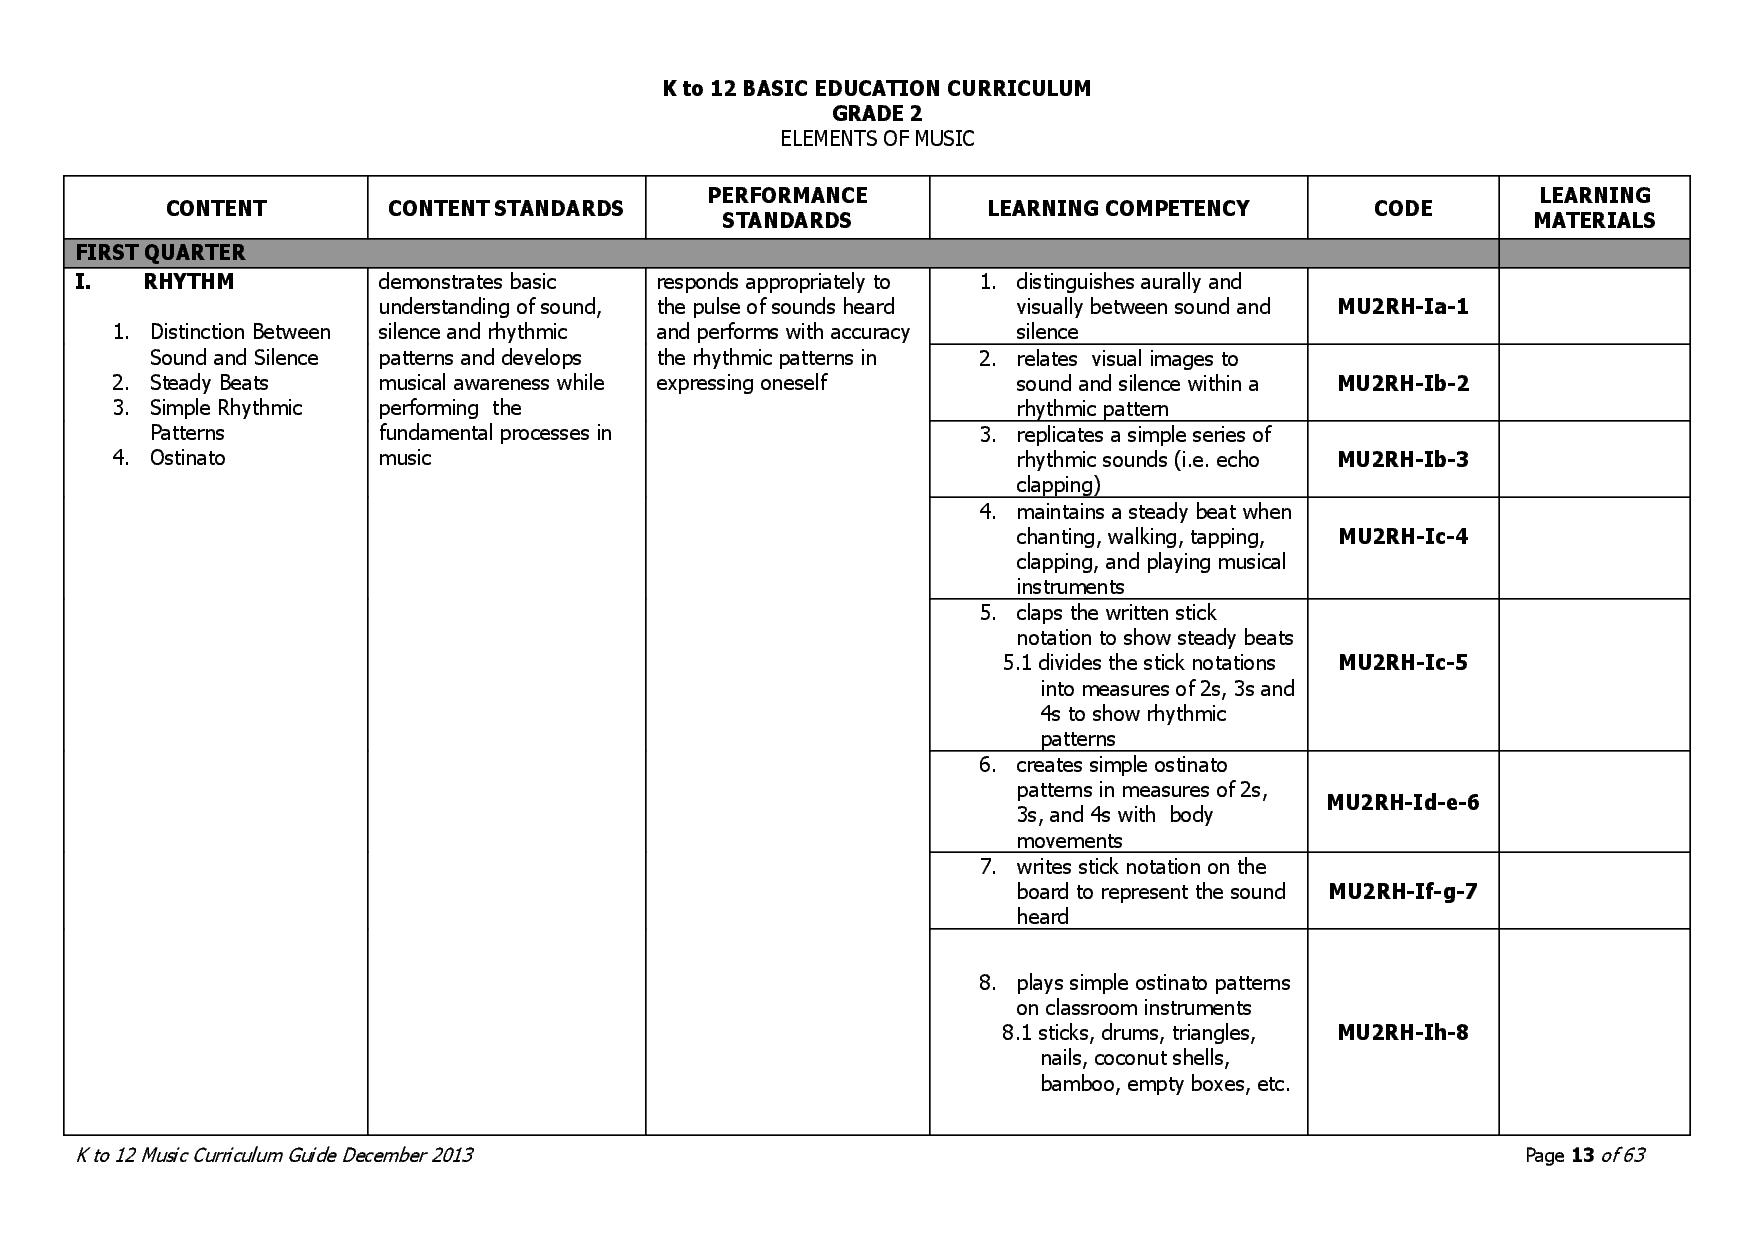 K to 12 BASIC EDUCATION CURRICULUM
GRADE 2
ELEMENTS OF MUSIC
CONTENT
CONTENT STANDARDS
PERFORMANCE
STANDARDS
LEARNING COMPETENCY
CODE
LEARNING
MATERIALS
FIRST QUARTER
I. RHYTHM
1. Distinction Between
Sound and Silence
2. Steady Beats
3. Simple Rhythmic
Patterns
4. Ostinato
demonstrates basic
understanding of sound,
silence and rhythmic
patterns and develops
musical awareness while
performing the
fundamental processes in
music
responds appropriately to
the pulse of sounds heard
and performs with accuracy
the rhythmic patterns in
expressing oneself
1. distinguishes aurally and
visually between sound and
silence
MU2RH-Ia-1
2. relates visual images to
sound and silence within a
rhythmic pattern
MU2RH-Ib-2
3. replicates a simple series of
rhythmic sounds (i.e. echo
clapping)
MU2RH-Ib-3
4. maintains a steady beat when
chanting, walking, tapping,
clapping, and playing musical
instruments
MU2RH-Ic-4
5. claps the written stick
notation to show steady beats
5.1 divides the stick notations
into measures of 2s, 3s and
4s to show rhythmic
patterns
MU2RH-Ic-5
6. creates simple ostinato
patterns in measures of 2s,
3s, and 4s with body
movements
MU2RH-Id-e-6
7. writes stick notation on the
board to represent the sound
heard
MU2RH-If-g-7
8. plays simple ostinato patterns
on classroom instruments
8.1 sticks, drums, triangles,
nails, coconut shells,
bamboo, empty boxes, etc.
MU2RH-Ih-8
K to 12 Music Curriculum Guide December 2013
Page 13 of 63